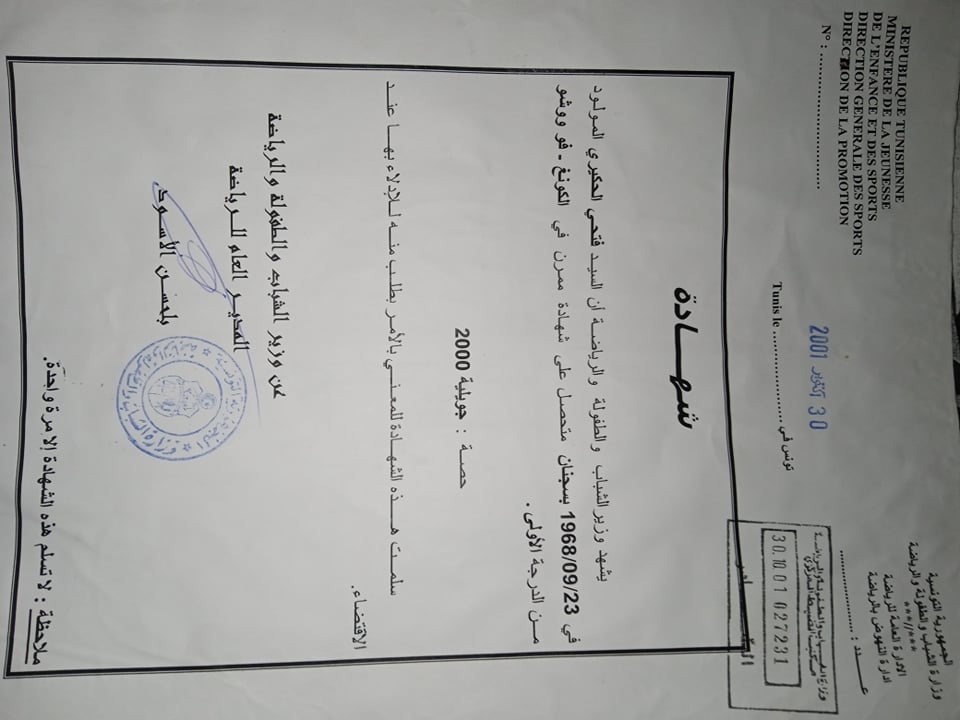 REPUBLIQUE TUNISIENNE
MINISTERE DE LA JEUNESSE
DE L'ENFANCE ET DES SPORTS
DIRECTION GENERALE DES SPORTS
DIRECTION DE LA PROMOTION
N° : ................................
الجمهورية التونسية
وزارة الشباب والطفولة والرياضة
***//***
الادارة العامة للرياضة
ادارة النهوض بالرياضة
عـــدد : ......................
وزارة الشباب والطفولة والرياضة
مكتب الضبط المركزي
30.10.01 027231
30 أكتوبر 2001
Tunis le ..................... تونس في
شهـــادة
يشهد وزير الشباب والطفولة والرياضة أن السيد فتحي الحكيري المولود
في 1968/09/23 بسجنان متحصل على شهادة ممرن في الكونغ - فو ووشو
من الدرجة الأولى .
حصة : جويلية 2000
سلمت هذه الشهادة للمعني بالأمر بطلب منه للإدلاء بها عند
الاقتضاء.
عن وزير الشباب والطفولة والرياضة
المدير العام للرياضة
بلحسن الأسود
الجمهورية التونسية
وزارة الشباب والطفولة والرياضة
ملاحظة : لا تسلم هذه الشهادة إلا مرة واحدة.